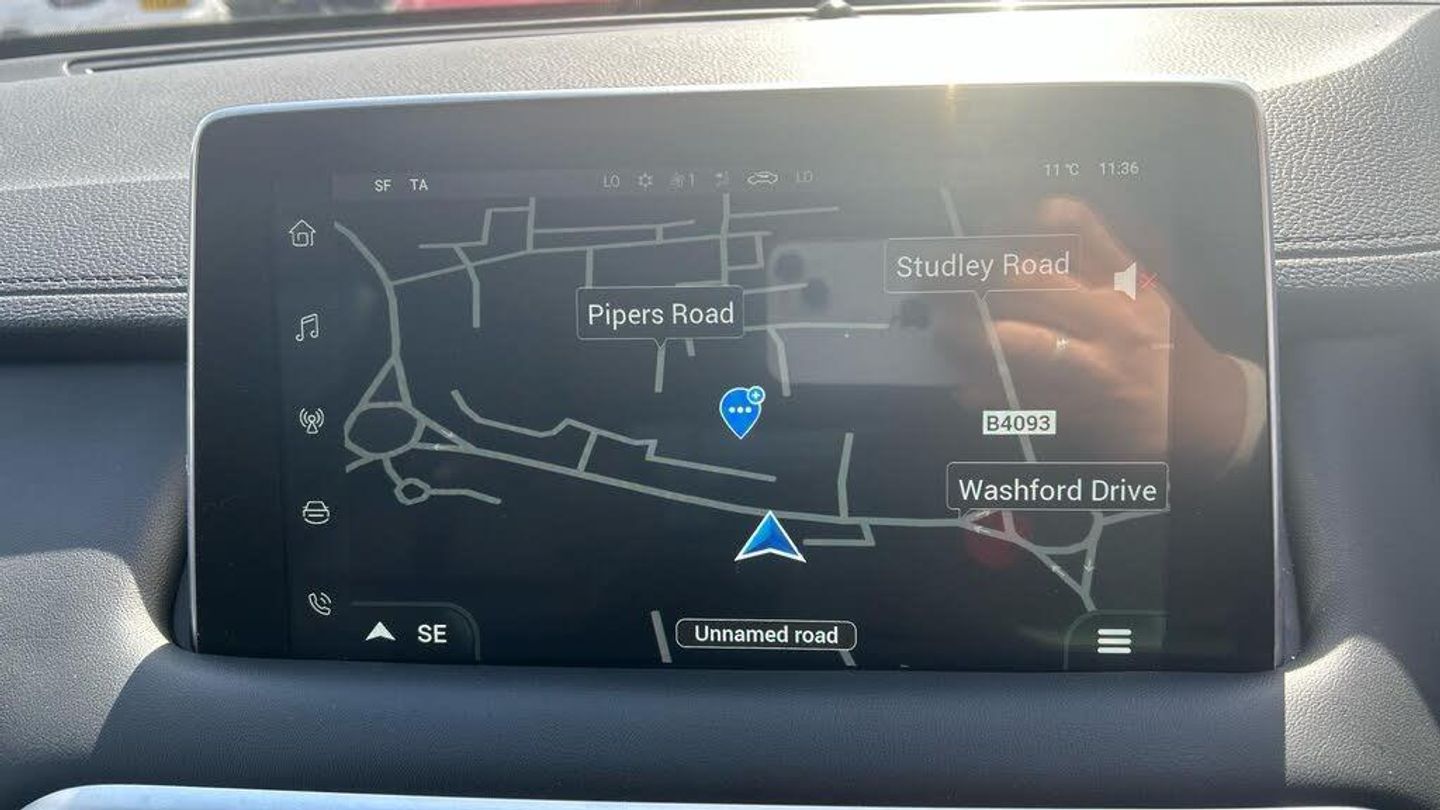 SF TA LO 1 LO 11 °C 11:36
Studley Road
Pipers Road
B4093
Washford Drive
SE
Unnamed road